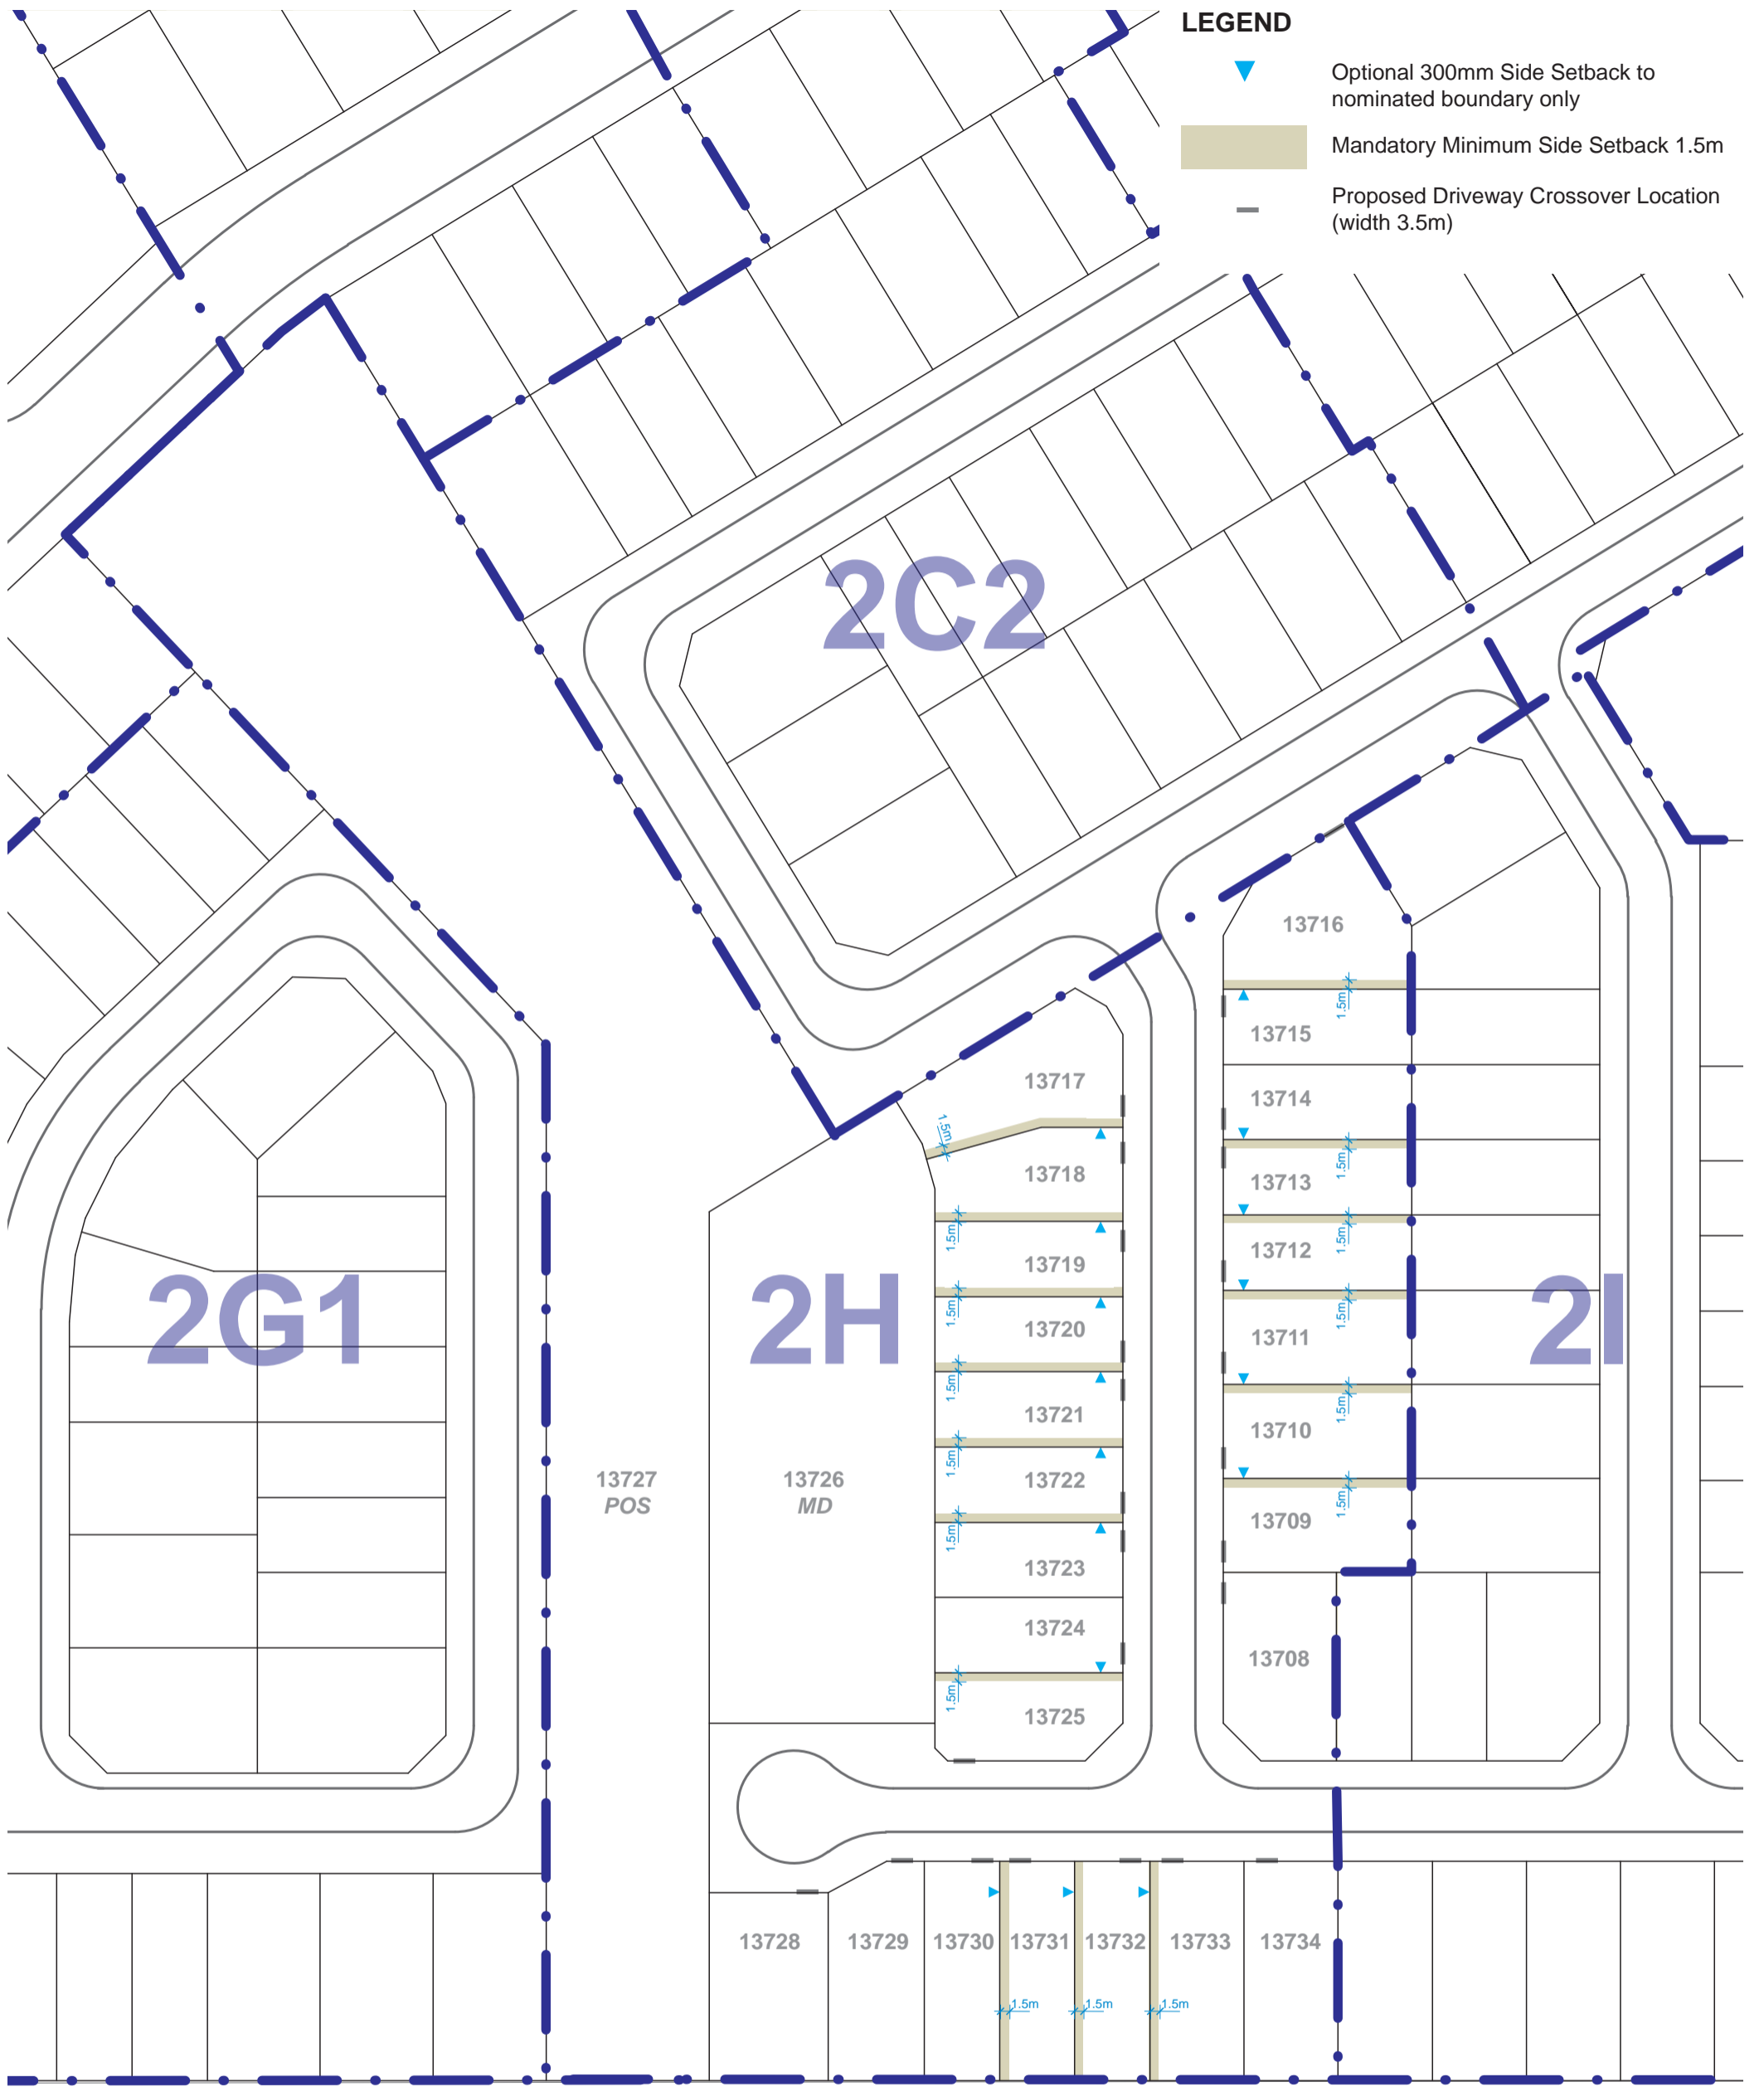 LEGEND
Optional 300mm Side Setback to
nominated boundary only
Mandatory Minimum Side Setback 1.5m
Proposed Driveway Crossover Location
(width 3.5m)
2C2
13716
1.5m
13715
13717
13714
1.5m
1.5m
13718
13713
1.5m
1.5m
13712
13719
2G1
2H
2I
1.5m
1.5m
13720
13711
1.5m
1.5m
13721
13710
1.5m
13727
POS
13726
MD
13722
1.5m
1.5m
13709
13723
13724
13708
1.5m
13725
13728
13729
13730
13731
13732
13733
13734
1.5m
1.5m
1.5m